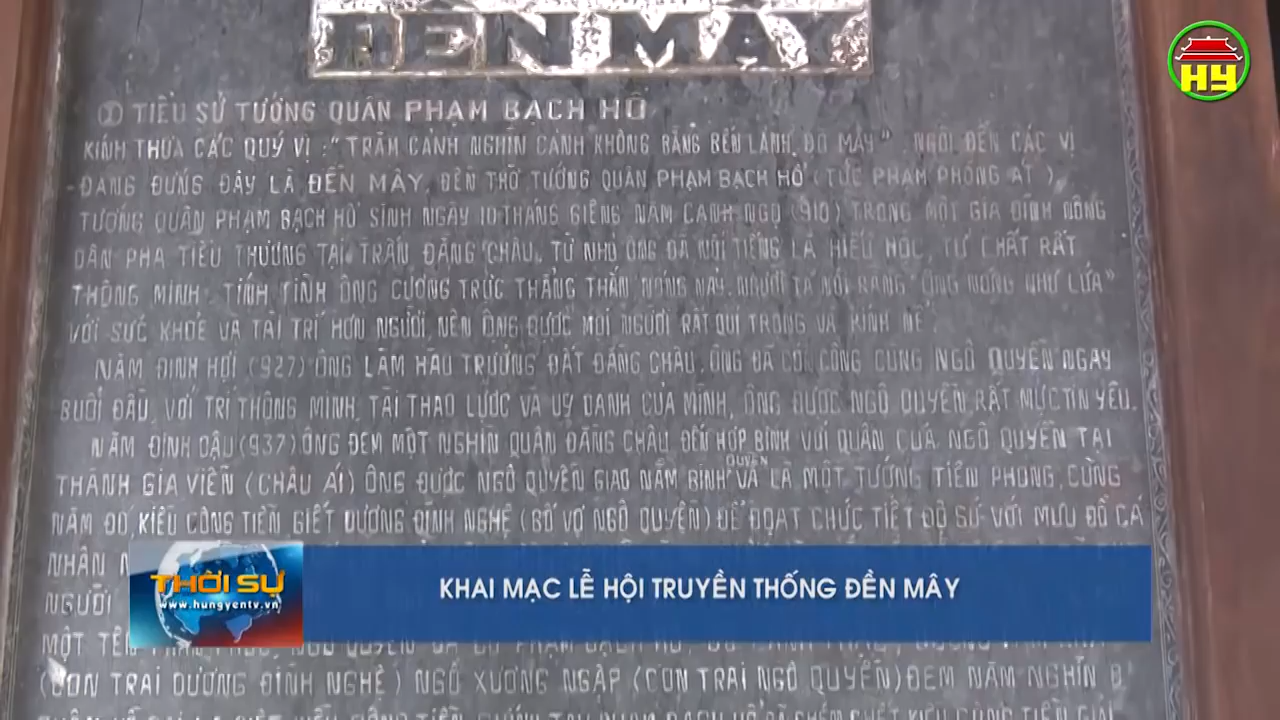 ĐỀN MÂY
HY
① TIỂU SỬ TƯỚNG QUÂN PHẠM BẠCH HỔ
KÍNH THƯA CÁC QUÝ VỊ : "TRĂM CẢNH NGHÌN CẢNH KHÔNG BẰNG BẾN LẢNH, ĐÒ MÂY" NGÔI ĐỀN CÁC VỊ
ĐANG ĐỨNG ĐÂY LÀ ĐỀN MÂY, ĐỀN THỜ TƯỚNG QUÂN PHẠM BẠCH HỔ (TỨC PHẠM PHÒNG ÁT),
TƯỚNG QUÂN PHẠM BẠCH HỔ SINH NGÀY 10 THÁNG GIÊNG NĂM CANH NGỌ (910) TRONG MỘT GIA ĐÌNH NÔNG
DÂN PHA TIỂU THƯƠNG TẠI TRẤN ĐẰNG CHÂU, TỪ NHỎ ÔNG ĐÃ NỔI TIẾNG LÀ HIẾU HỌC, TƯ CHẤT RẤT
THÔNG MINH. TÍNH TÌNH ÔNG CƯƠNG TRỰC THẲNG THẮN NÓNG NẢY. NGƯỜI TA NÓI RẰNG "ÔNG NÓNG NHƯ LỬA"
VỚI SỨC KHOẺ VÀ TÀI TRÍ HƠN NGƯỜI, NÊN ÔNG ĐƯỢC MỌI NGƯỜI RẤT QUÍ TRỌNG VÀ KÍNH NỂ.
NĂM ĐINH HỢI (927) ÔNG LÀM HÀO TRƯỞNG ĐẤT ĐẰNG CHÂU. ÔNG ĐÃ CÓ CÔNG CÙNG NGÔ QUYỀN NGAY
BUỔI ĐẦU, VỚI TRÍ THÔNG MINH, TÀI THAO LƯỢC VÀ UY DANH CỦA MÌNH, ÔNG ĐƯỢC NGÔ QUYỀN RẤT MỰC TIN YÊU.
NĂM ĐINH DẬU (937) ÔNG ĐEM MỘT NGHÌN QUÂN ĐẰNG CHÂU ĐẾN HỢP BINH VỚI QUÂN CỦA NGÔ QUYỀN TẠI
THÀNH GIA VIỄN (CHÂU ÁI) ÔNG ĐƯỢC NGÔ QUYỀN GIAO NẮM BINH QUYỀN VÀ LÀ MỘT TƯỚNG TIÊN PHONG, CŨNG
NĂM ĐÓ, KIỀU CÔNG TIỄN GIẾT DƯƠNG ĐÌNH NGHỆ (BỐ VỢ NGÔ QUYỀN) ĐỂ ĐOẠT CHỨC TIẾT ĐỘ SỨ VỚI MƯU ĐỒ CÁ
NHÂN
NGƯỜI
THỜI SỰ
www.hungyentv.vn
KHAI MẠC LỄ HỘI TRUYỀN THỐNG ĐỀN MÂY
MỘT TÊN
(CON TRAI DƯƠNG ĐÌNH NGHỆ) NGÔ XƯƠNG NGẬP (CON TRAI NGÔ QUYỀN) ĐEM NĂM NGHÌN